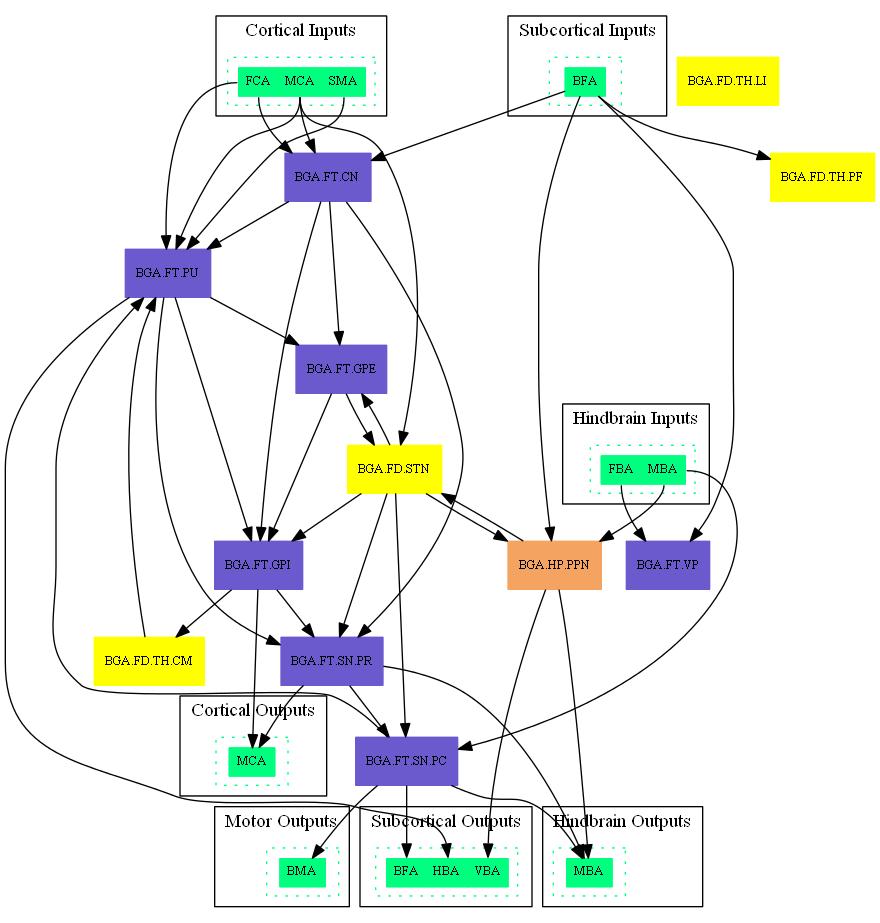 Cortical Inputs
Subcortical Inputs
FCA MCA SMA
BFA
BGA.FD.TH.LI
BGA.FT.CN
BGA.FD.TH.PF
BGA.FT.PU
BGA.FT.GPE
Hindbrain Inputs
BGA.FD.STN
FBA MBA
BGA.FT.GPI
BGA.HP.PPN
BGA.FT.VP
BGA.FD.TH.CM
BGA.FT.SN.PR
Cortical Outputs
MCA
BGA.FT.SN.PC
Motor Outputs
Subcortical Outputs
Hindbrain Outputs
BMA
BFA HBA VBA
MBA